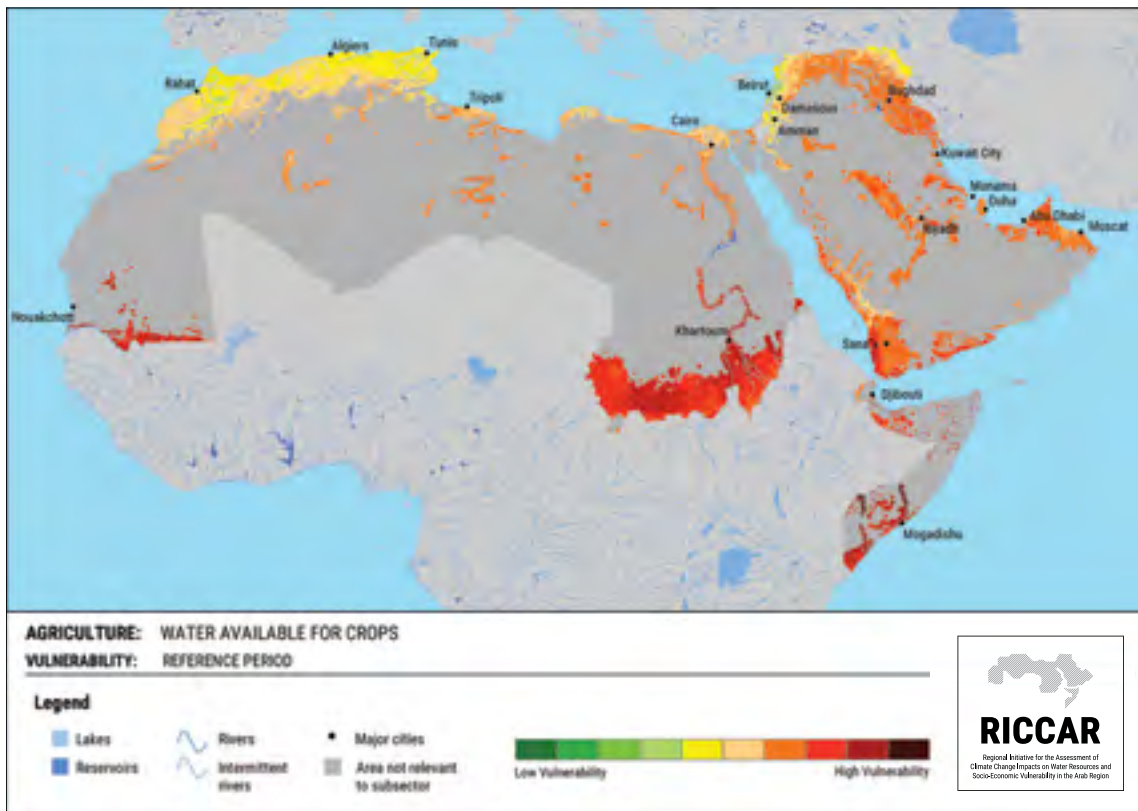 Algiers
Tunis
Rabat
Tripoli
Beirut
Baghdad
Damascus
Cairo
Amman
Kuwait City
Manama
Doha
Abu Dhabi
Riyadh
Muscat
Nouakchott
Khartoum
Sana'a
Djibouti
Mogadishu
AGRICULTURE: WATER AVAILABLE FOR CROPS
VULNERABILITY: REFERENCE PERIOD
Legend
Lakes
Rivers
Major cities
Reservoirs
Intermittent
rivers
Area not relevant
to subsector
Low Vulnerability
High Vulnerability
RICCAR
Regional Initiative for the Assessment of
Climate Change Impacts on Water Resources and
Socio-Economic Vulnerability in the Arab Region